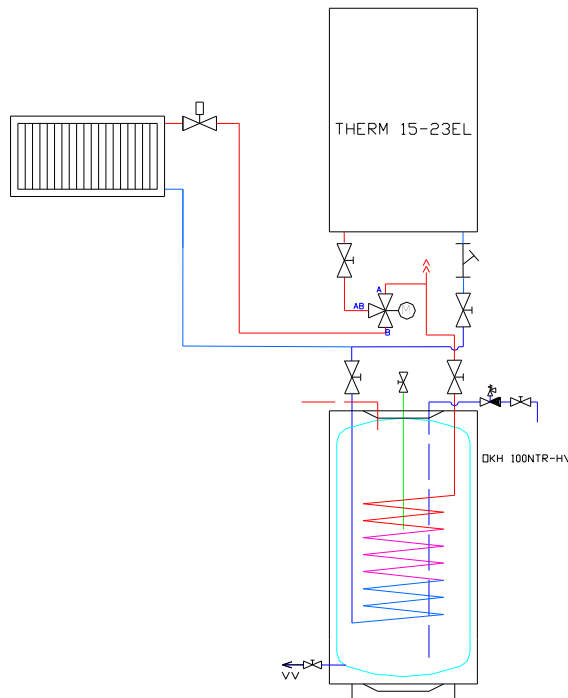 THERM 15-23EL
A
AB
M
B
OKH 100NTR-HV
VV